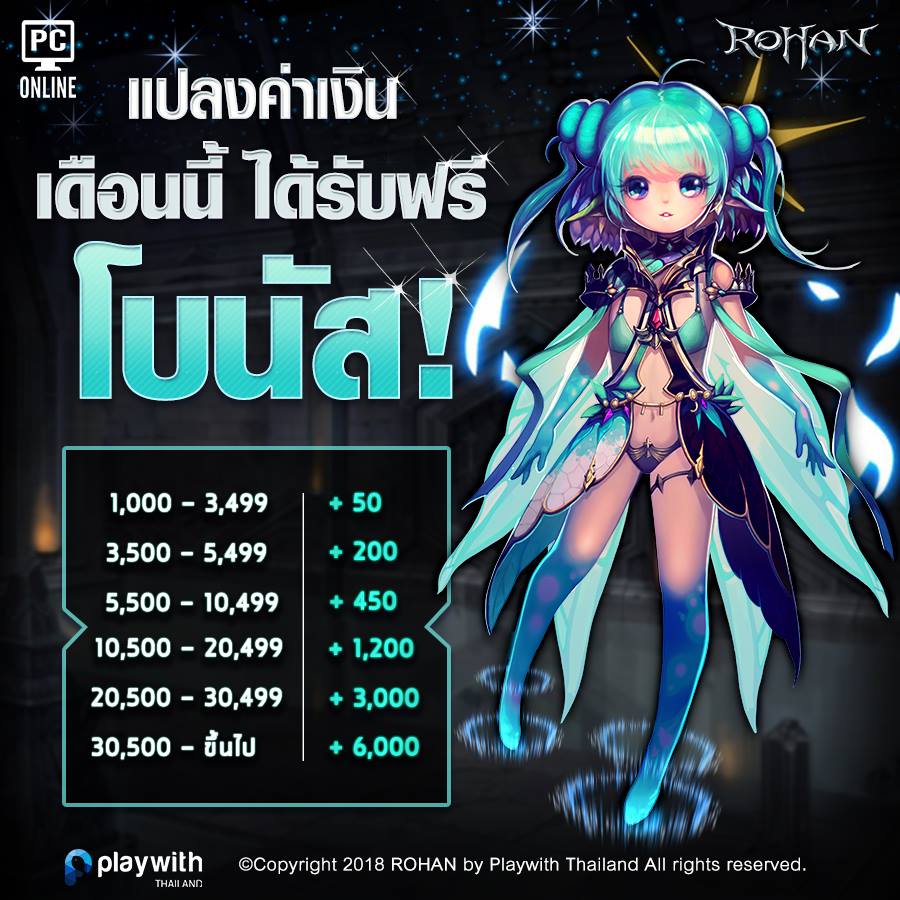 PC
ONLINE
ROHAN
แปลงค่าเงิน
เดือนนี้ ได้รับฟรี
โบนัส!
1,000 – 3,499 + 50
3,500 – 5,499 + 200
5,500 – 10,499 + 450
10,500 – 20,499 + 1,200
20,500 – 30,499 + 3,000
30,500 – ขึ้นไป + 6,000
playwith
THAILAND
©Copyright 2018 ROHAN by Playwith Thailand All rights reserved.